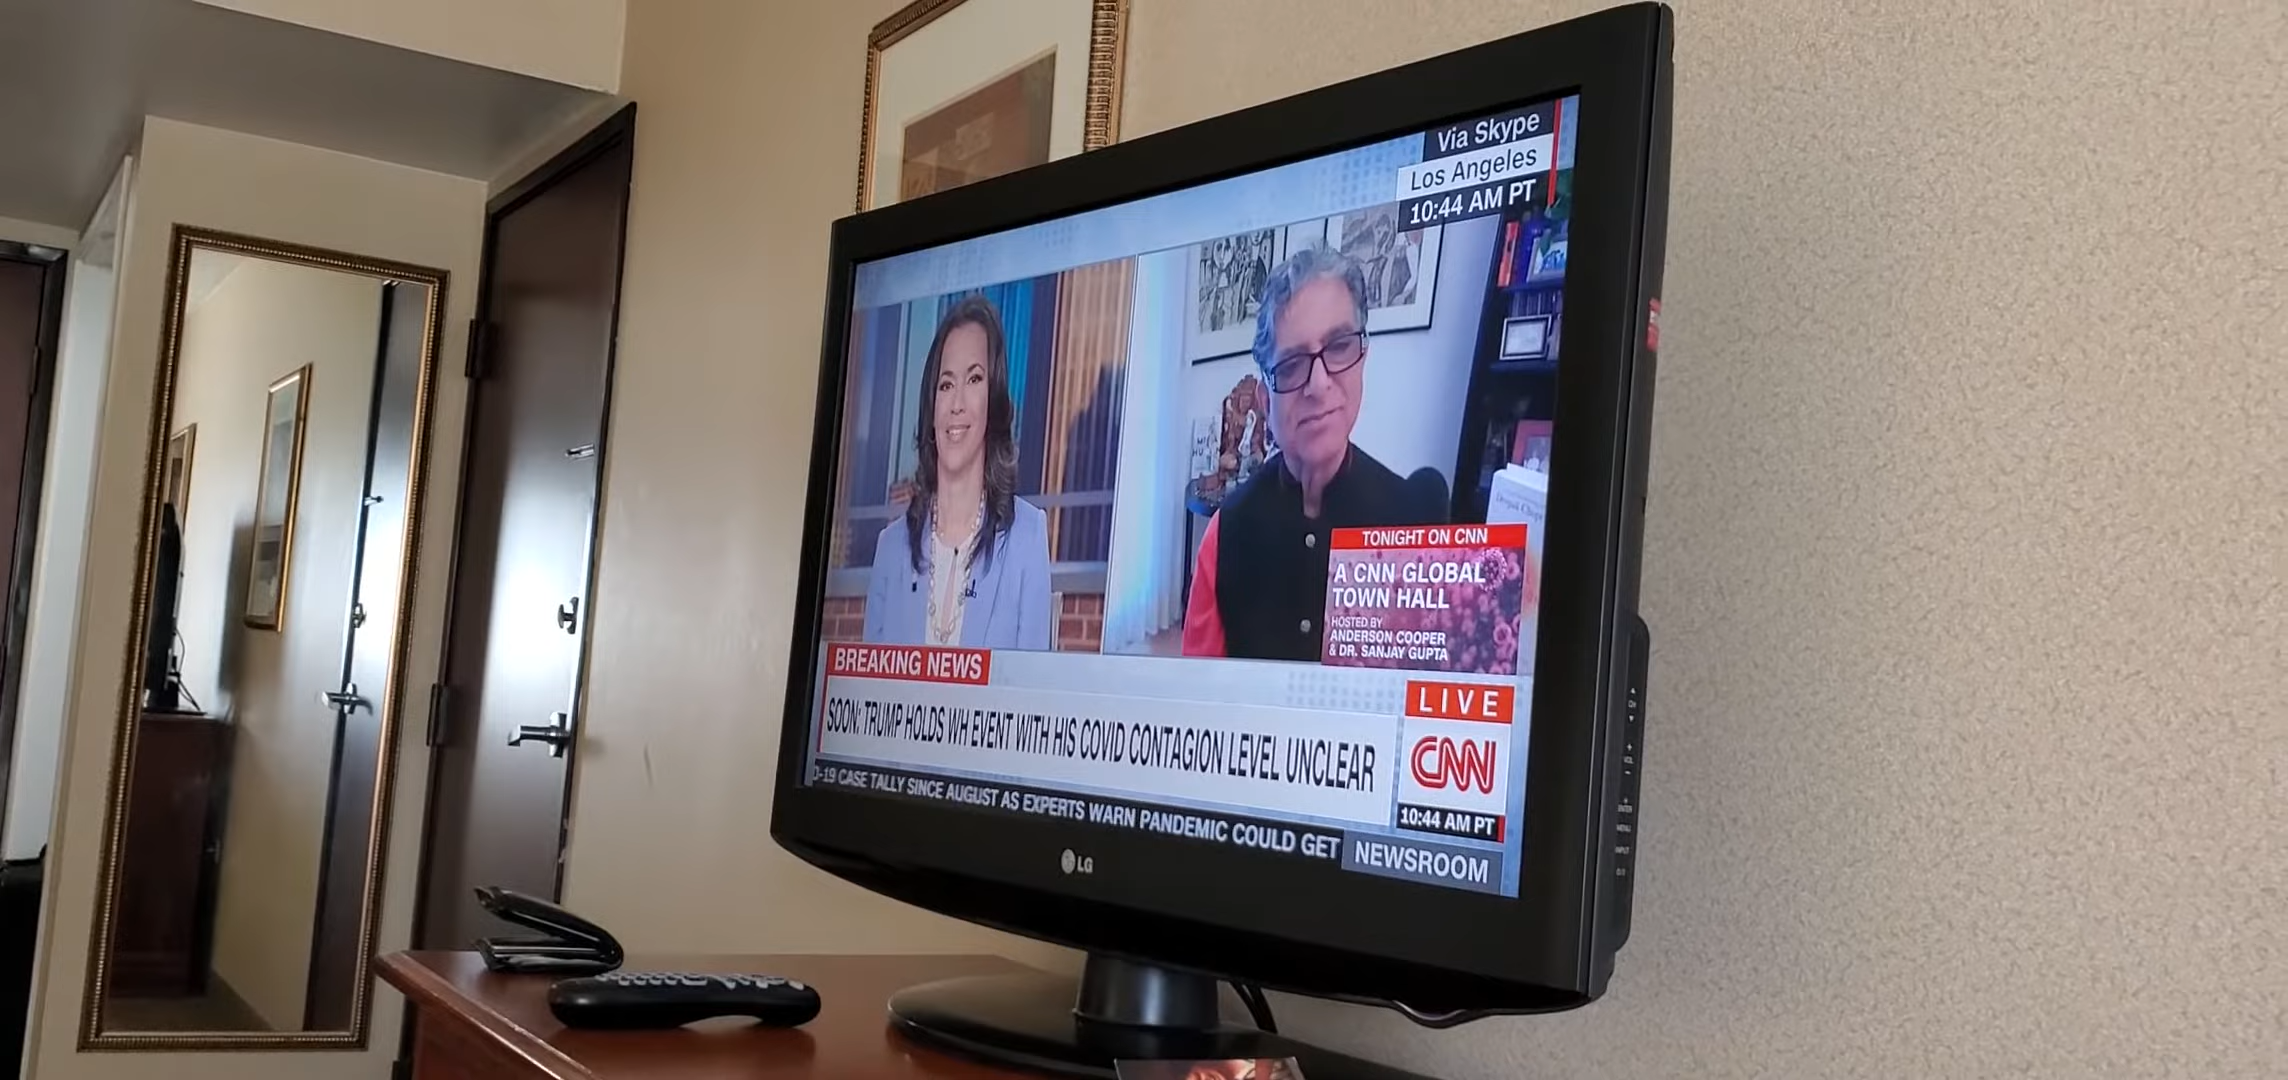 Via Skype
Los Angeles
10:44 AM PT
TONIGHT ON CNN
A CNN GLOBAL
TOWN HALL
HOSTED BY
ANDERSON COOPER
& DR. SANJAY GUPTA
BREAKING NEWS
SOON: TRUMP HOLDS WH EVENT WITH HIS COVID CONTAGION LEVEL UNCLEAR
LIVE
CNN
10:44 AM PT
D-19 CASE TALLY SINCE AUGUST AS EXPERTS WARN PANDEMIC COULD GET
NEWSROOM
LG